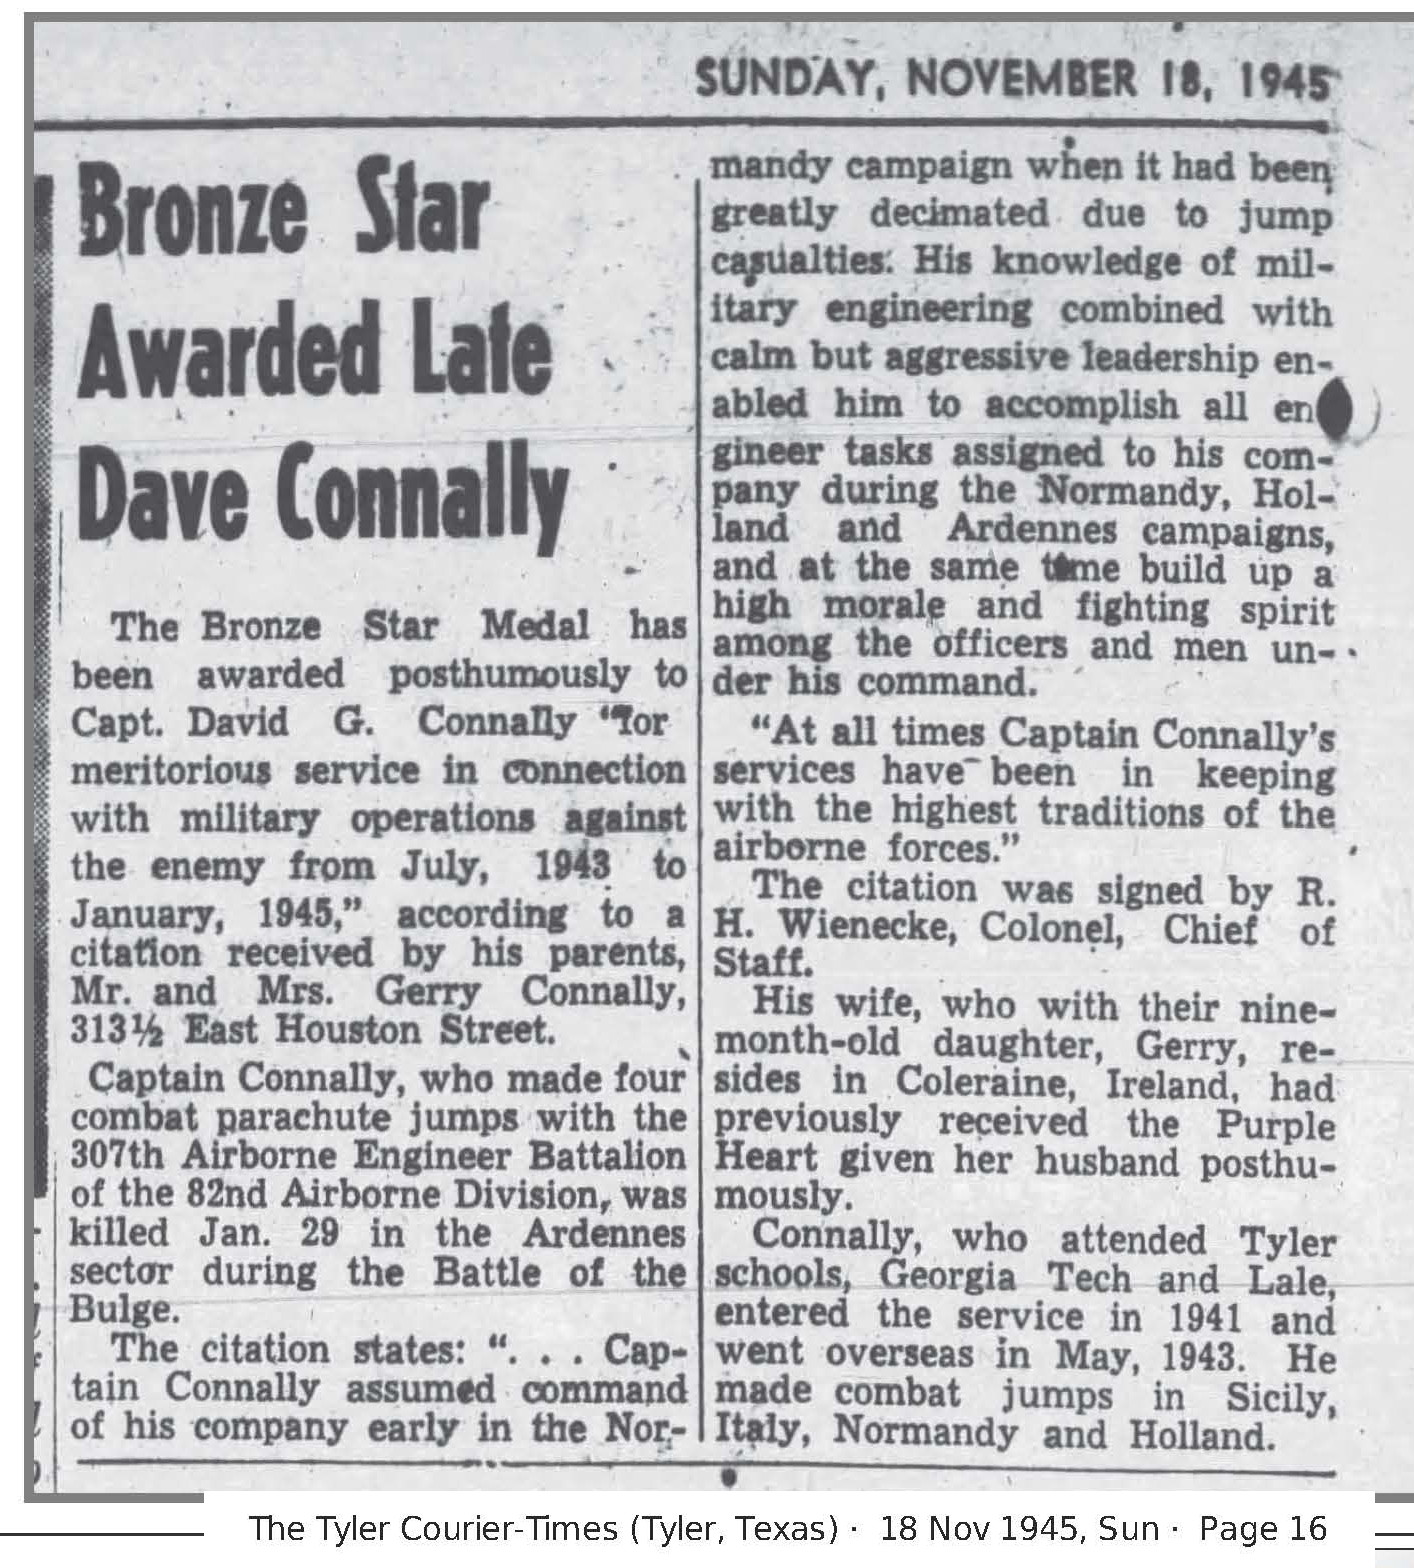 SUNDAY, NOVEMBER 18, 1945
Bronze Star
Awarded Late
Dave Connally
The Bronze Star Medal has
been awarded posthumously to
Capt. David G. Connally "for
meritorious service in connection
with military operations against
the enemy from July, 1943 to
January, 1945," according to a
citation received by his parents,
Mr. and Mrs. Gerry Connally,
313½ East Houston Street.
Captain Connally, who made four
combat parachute jumps with the
307th Airborne Engineer Battalion
of the 82nd Airborne Division, was
killed Jan. 29 in the Ardennes
sector during the Battle of the
Bulge.
The citation states: ". . . Cap-
tain Connally assumed command
of his company early in the Nor-
mandy campaign when it had been
greatly decimated due to jump
casualties. His knowledge of mil-
itary engineering combined with
calm but aggressive leadership en-
abled him to accomplish all en
gineer tasks assigned to his com-
pany during the Normandy, Hol-
land and Ardennes campaigns,
and at the same time build up a
high morale and fighting spirit
among the officers and men un-
der his command.
"At all times Captain Connally's
services have been in keeping
with the highest traditions of the
airborne forces."
The citation was signed by R.
H. Wienecke, Colonel, Chief of
Staff.
His wife, who with their nine-
month-old daughter, Gerry, re-
sides in Coleraine, Ireland, had
previously received the Purple
Heart given her husband posthu-
mously.
Connally, who attended Tyler
schools, Georgia Tech and Lale,
entered the service in 1941 and
went overseas in May, 1943. He
made combat jumps in Sicily,
Italy, Normandy and Holland.
The Tyler Courier-Times (Tyler, Texas) · 18 Nov 1945, Sun · Page 16